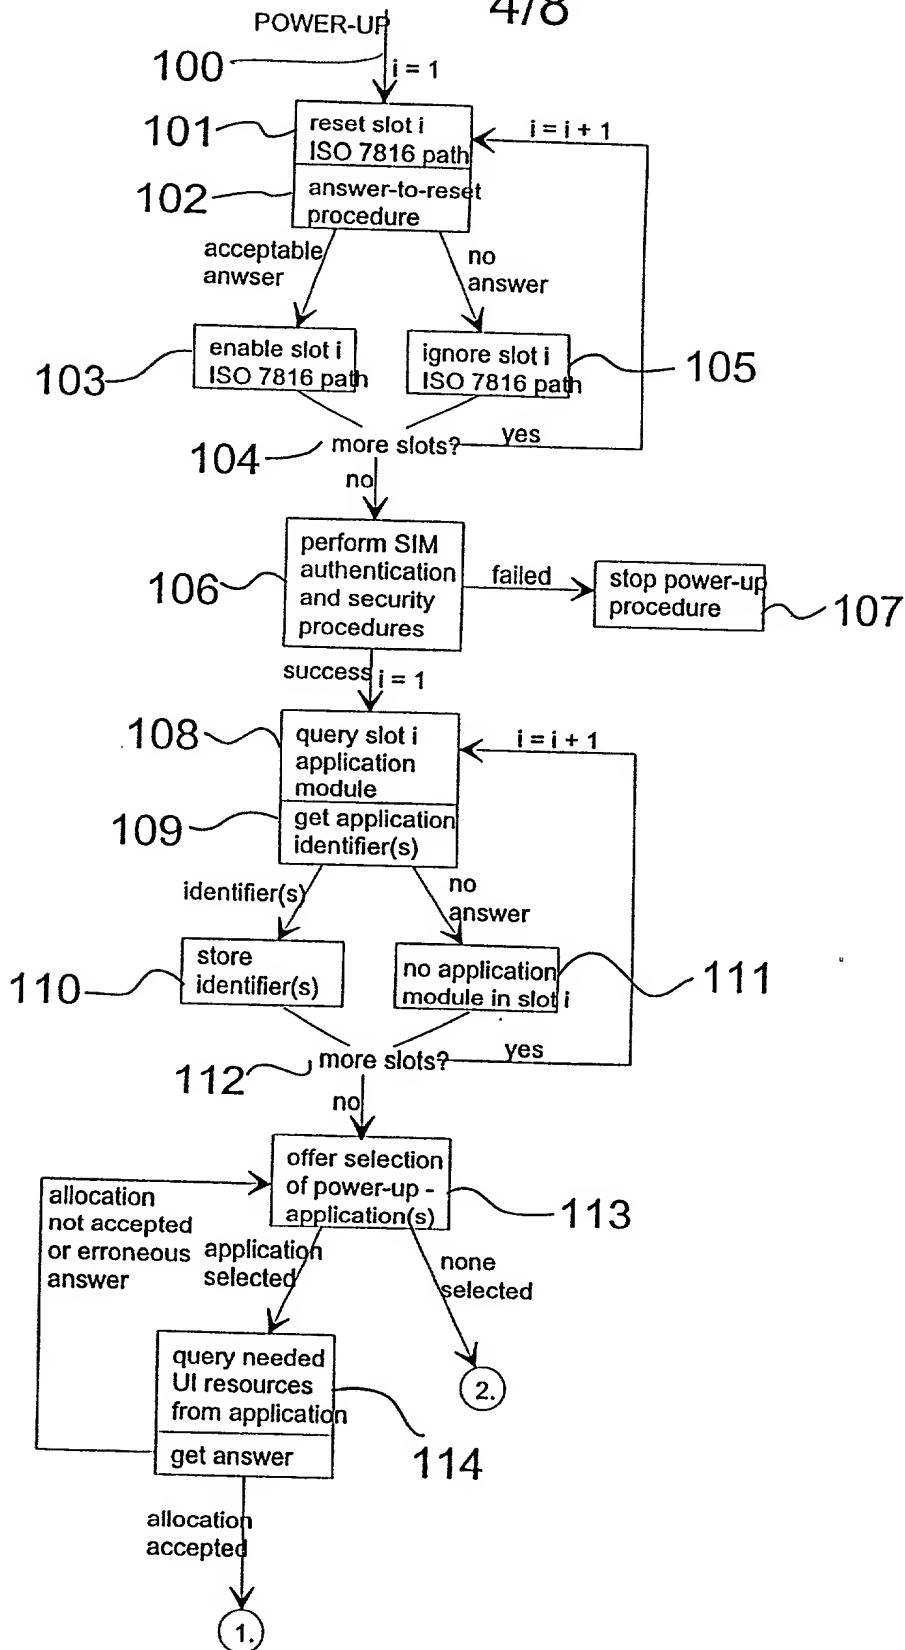 4/8
POWER-UP
100
i = 1
101
reset slot i
ISO 7816 path
i = i + 1
102
answer-to-reset
procedure
acceptable
anwser
no
answer
103
enable slot i
ISO 7816 path
ignore slot i
ISO 7816 path
105
104
more slots?
yes
no
106
perform SIM
authentication
and security
procedures
failed
stop power-up
procedure
107
success
i = 1
108
query slot i
application
module
i = i + 1
109
get application
identifier(s)
identifier(s)
no
answer
110
store
identifier(s)
no application
module in slot i
111
112
more slots?
yes
no
offer selection
of power-up -
application(s)
113
allocation
not accepted
or erroneous
answer
application
selected
none
selected
query needed
UI resources
from application
get answer
114
2.
allocation
accepted
1.